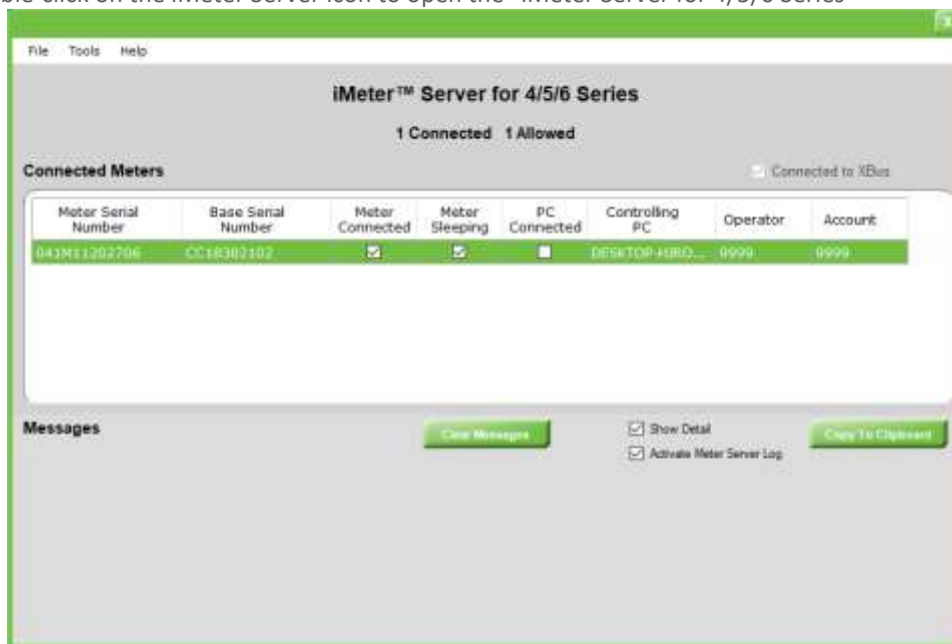 ble click on the iMeter Server icon to open the "iMeter Server for 4/5/6 Series"
File Tools Help
iMeter™ Server for 4/5/6 Series
1 Connected 1 Allowed
Connected Meters
Connected to XBus
Meter Serial Number
Base Serial Number
Meter Connected
Meter Sleeping
PC Connected
Controlling PC
Operator
Account
041M11202706 CC18302102 9999 9999
Messages
Clear Messages
Show Detail
Activate Meter Server Log
Copy To Clipboard